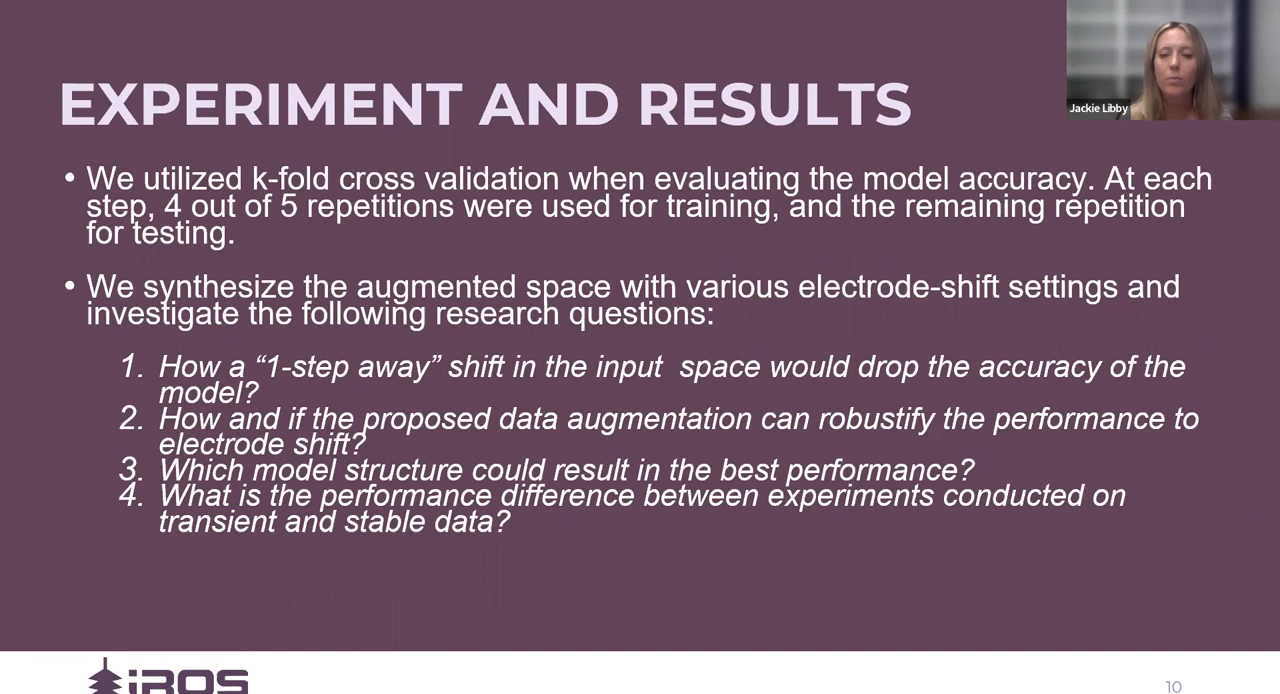 Jackie Libby
EXPERIMENT AND RESULTS
• We utilized k-fold cross validation when evaluating the model accuracy. At each
step, 4 out of 5 repetitions were used for training, and the remaining repetition
for testing.
• We synthesize the augmented space with various electrode-shift settings and
investigate the following research questions:
1. How a “1-step away” shift in the input space would drop the accuracy of the
model?
2. How and if the proposed data augmentation can robustify the performance to
electrode shift?
3. Which model structure could result in the best performance?
4. What is the performance difference between experiments conducted on
transient and stable data?
iROS
10